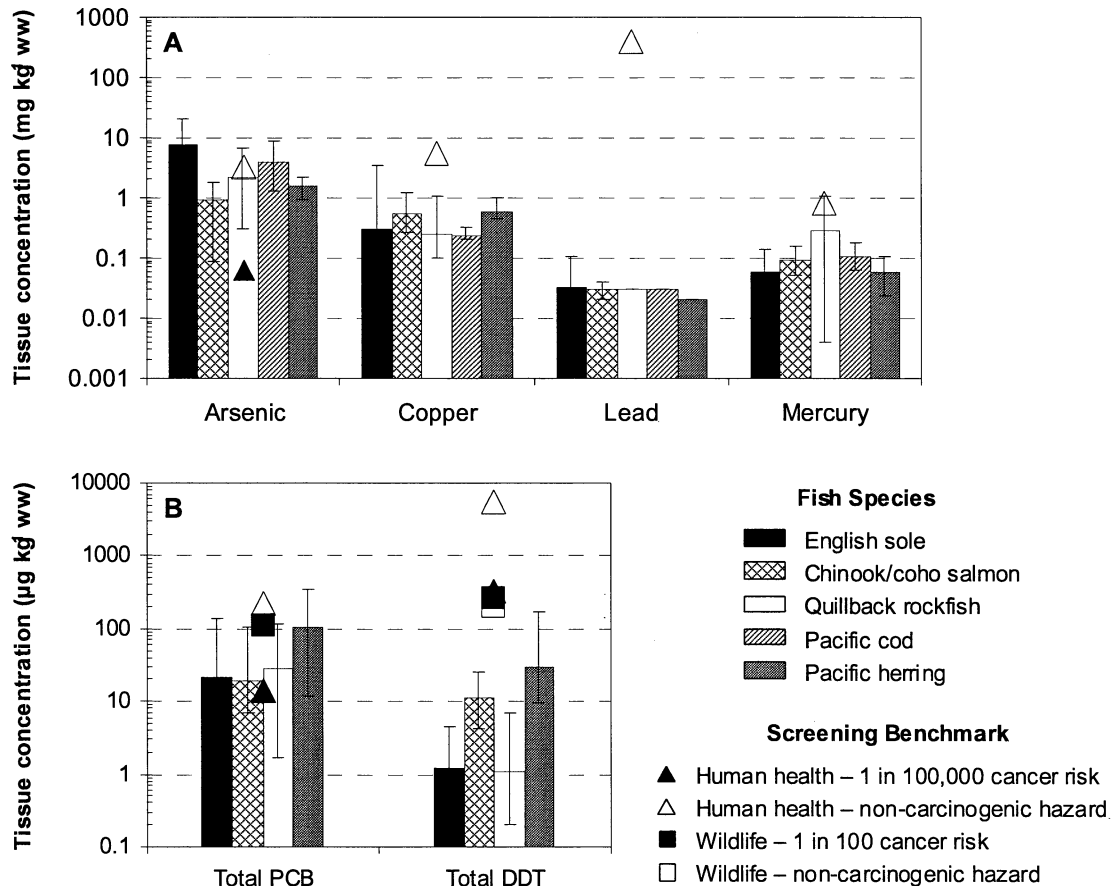 A
Tissue concentration (mg kg ww)
1000
100
10
1
0.1
0.01
0.001
Arsenic
Copper
Lead
Mercury
B
Tissue concentration (µg kg ww)
10000
1000
100
10
1
0.1
Total PCB
Total DDT
Fish Species
English sole
Chinook/coho salmon
Quillback rockfish
Pacific cod
Pacific herring
Screening Benchmark
Human health – 1 in 100,000 cancer risk
Human health – non-carcinogenic hazard
Wildlife – 1 in 100 cancer risk
Wildlife – non-carcinogenic hazard